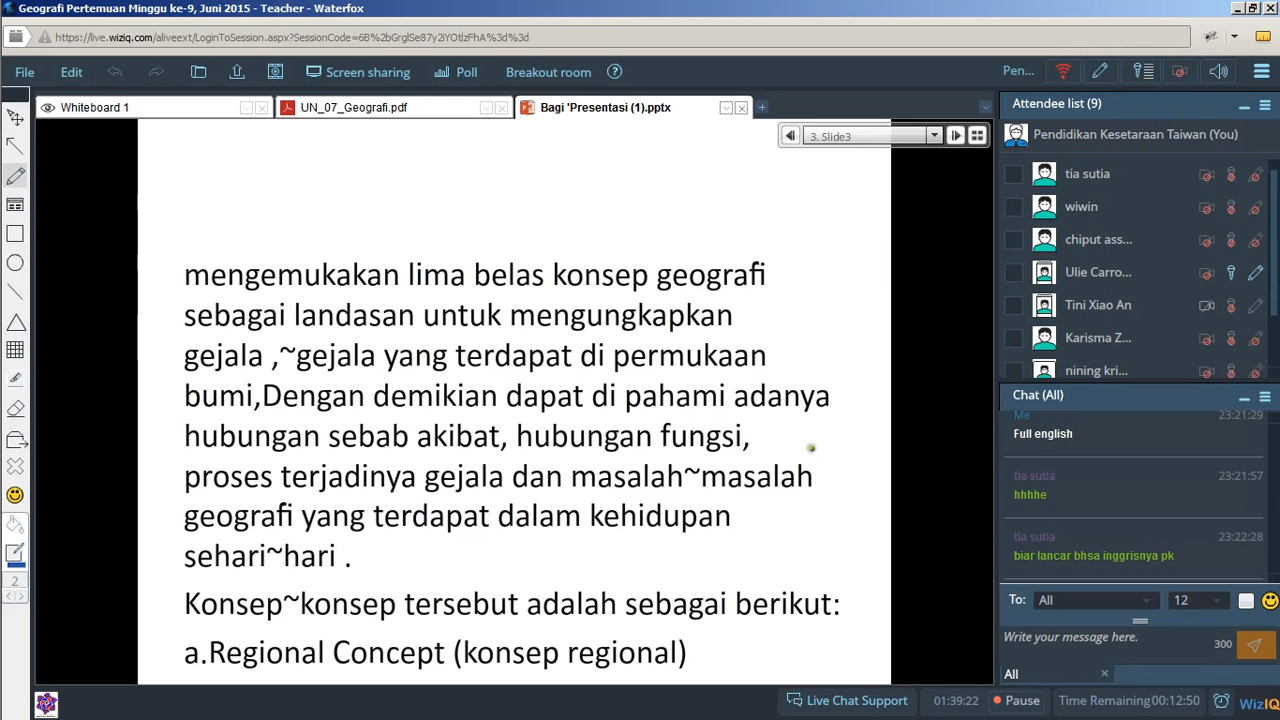 Geografi Pertemuan Minggu ke-9, Juni 2015 - Teacher - Waterfox
https://live.wiziq.com/aliveext/LoginToSession.aspx?SessionCode=6B%2bGrglSe87y2iYOtlzFhA%3d%3d
File Edit Screen sharing Poll Breakout room ? Pen...
Whiteboard 1 UN_07_Geografi.pdf Bagi 'Presentasi (1).pptx
3. Slide3
mengemukakan lima belas konsep geografi
sebagai landasan untuk mengungkapkan
gejala ,~gejala yang terdapat di permukaan
bumi,Dengan demikian dapat di pahami adanya
hubungan sebab akibat, hubungan fungsi,
proses terjadinya gejala dan masalah~masalah
geografi yang terdapat dalam kehidupan
sehari~hari .
Konsep~konsep tersebut adalah sebagai berikut:
a.Regional Concept (konsep regional)
2
Attendee list (9)
Pendidikan Kesetaraan Taiwan (You)
tia sutia
wiwin
chiput ass...
Ulie Carro...
Tini Xiao An
Karisma Z...
nining kri...
Chat (All)
Me 23:21:29
Full english
tia sutia 23:21:57
hhhhe
tia sutia 23:22:28
biar lancar bhsa inggrisnya pk
To: All 12
Write your message here. 300
All
Live Chat Support 01:39:22 Pause Time Remaining 00:12:50 WizIQ